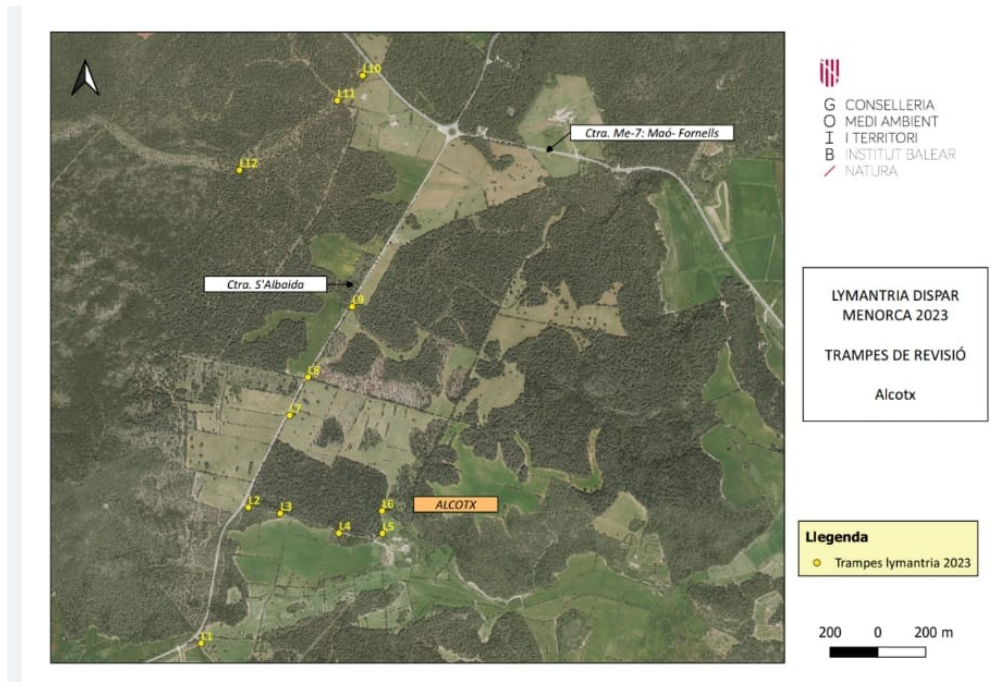 L10
L11
Ctra. Me-7: Maó- Fornells
L12
Ctra. S'Albaida
L9
L8
L7
L2
L3
L6
ALCOTX
L4
L5
L1
G CONSELLERIA
O MEDI AMBIENT
I I TERRITORI
B INSTITUT BALEAR
/ NATURA
LYMANTRIA DISPAR
MENORCA 2023
TRAMPES DE REVISIÓ
Alcotx
Llegenda
Trampes lymantria 2023
200 0 200 m